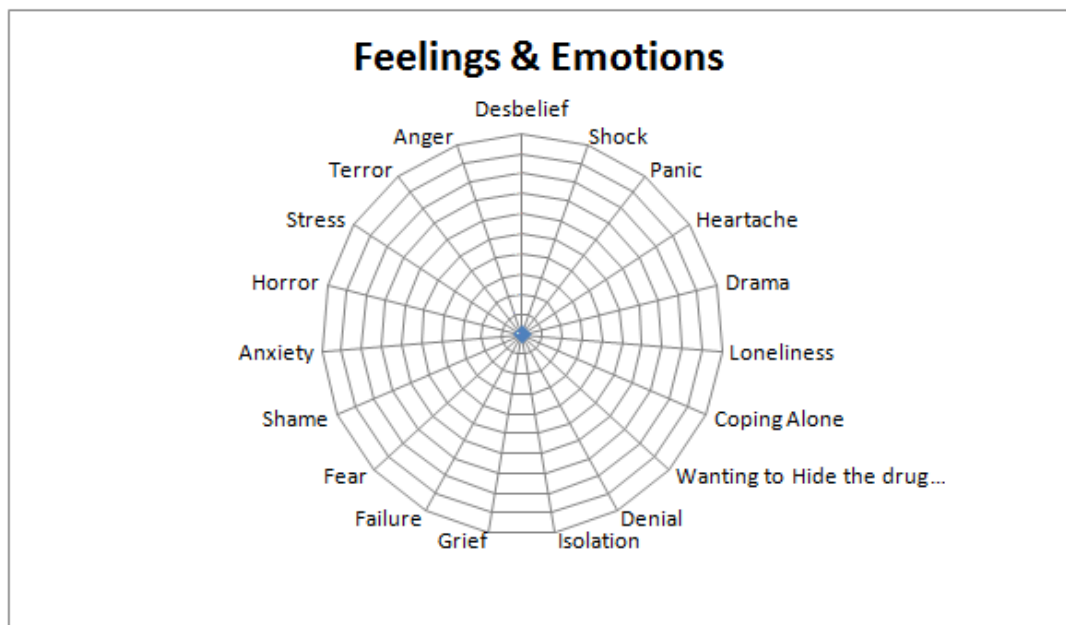 Feelings & Emotions
Desbelief
Shock
Panic
Heartache
Drama
Loneliness
Coping Alone
Wanting to Hide the drug...
Denial
Isolation
Grief
Failure
Fear
Shame
Anxiety
Horror
Stress
Terror
Anger